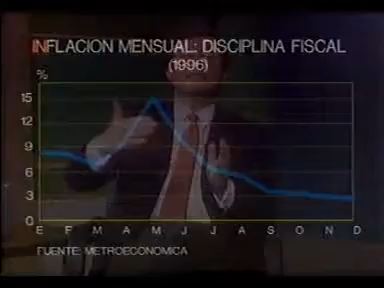 INFLACION MENSUAL: DISCIPLINA FISCAL
(1996)
%
15
12
9
6
3
0
E F M A M J J A S O N D
FUENTE: METROECONOMICA